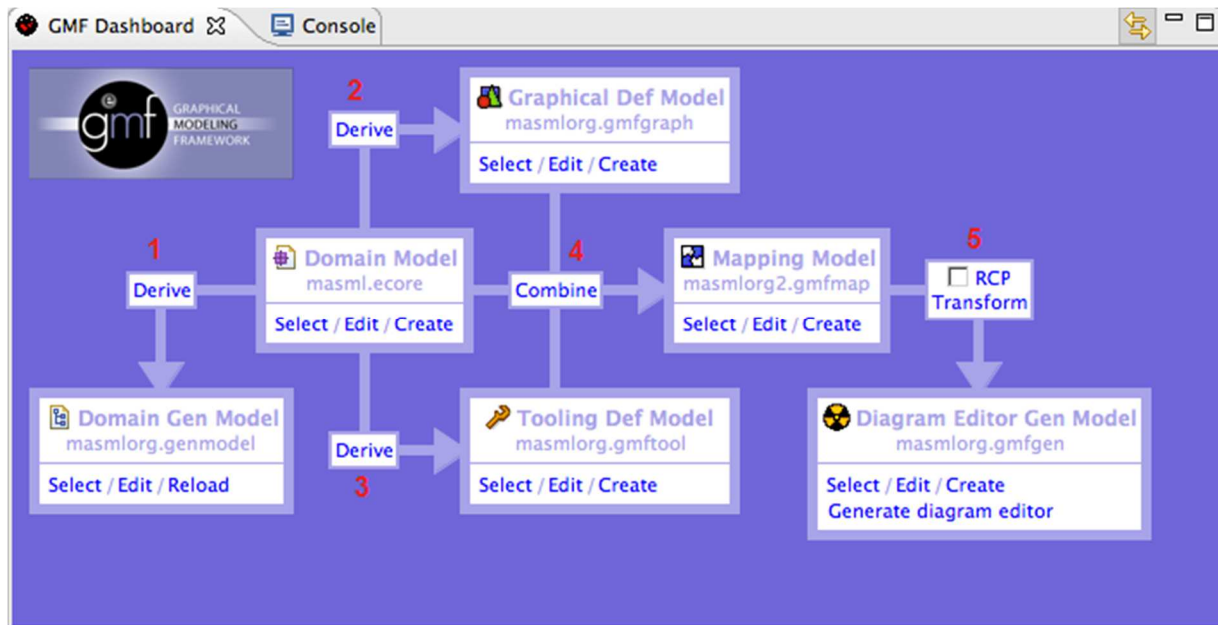 GMF Dashboard
Console
gmf
GRAPHICAL
MODELING
FRAMEWORK
2
Derive
Graphical Def Model
masmlorg.gmfgraph
Select / Edit / Create
1
Derive
Domain Model
masml.ecore
Select / Edit / Create
4
Combine
Mapping Model
masmlorg2.gmfmap
Select / Edit / Create
5
RCP
Transform
Domain Gen Model
masmlorg.genmodel
Select / Edit / Reload
Derive
3
Tooling Def Model
masmlorg.gmftool
Select / Edit / Create
Diagram Editor Gen Model
masmlorg.gmfgen
Select / Edit / Create
Generate diagram editor